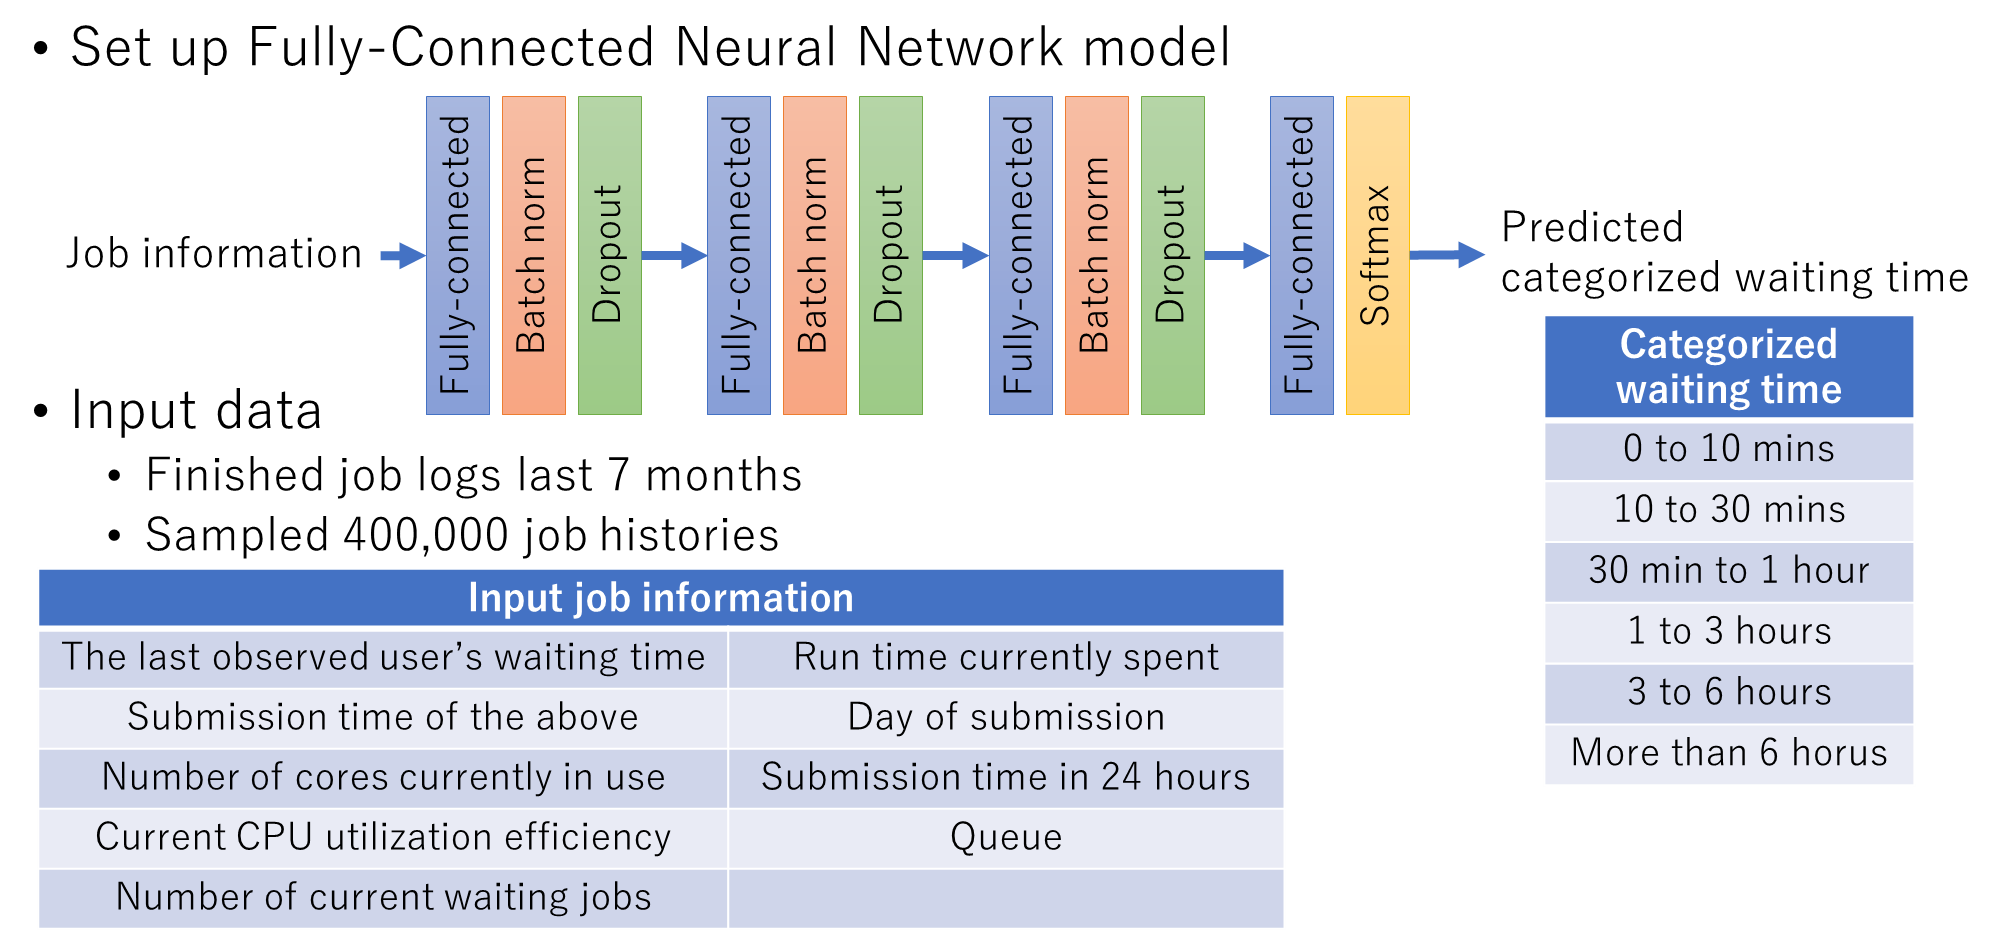 • Set up Fully-Connected Neural Network model
Job information
Fully-connected
Batch norm
Dropout
Fully-connected
Batch norm
Dropout
Fully-connected
Batch norm
Dropout
Fully-connected
Softmax
Predicted
categorized waiting time
Categorized
waiting time
0 to 10 mins
10 to 30 mins
30 min to 1 hour
1 to 3 hours
3 to 6 hours
More than 6 horus
• Input data
• Finished job logs last 7 months
• Sampled 400,000 job histories
Input job information
The last observed user’s waiting time
Run time currently spent
Submission time of the above
Day of submission
Number of cores currently in use
Submission time in 24 hours
Current CPU utilization efficiency
Queue
Number of current waiting jobs